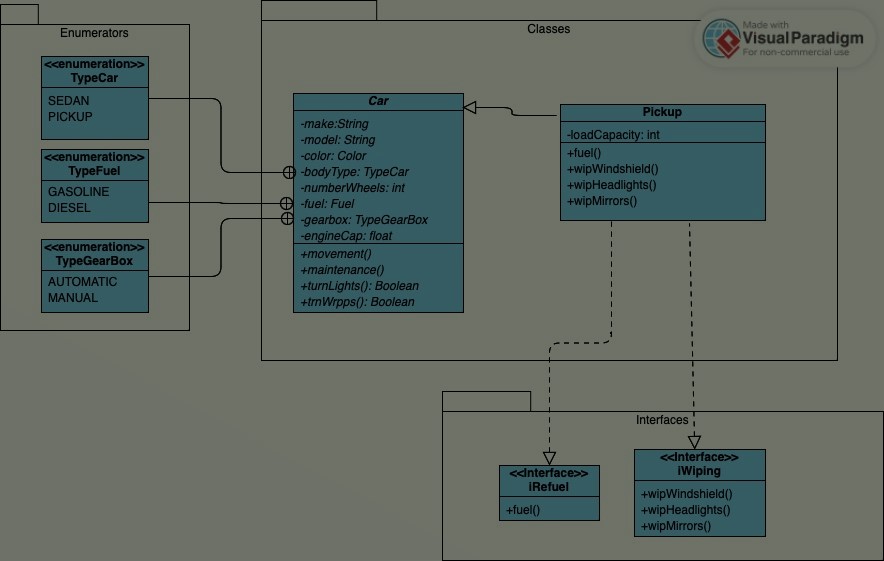 Enumerators
<<enumeration>>
TypeCar
SEDAN
PICKUP
<<enumeration>>
TypeFuel
GASOLINE
DIESEL
<<enumeration>>
TypeGearBox
AUTOMATIC
MANUAL
Classes
Made with
Visual Paradigm
For non-commercial use
Car
-make:String
-model: String
-color: Color
-bodyType: TypeCar
-numberWheels: int
-fuel: Fuel
-gearbox: TypeGearBox
-engineCap: float
+movement()
+maintenance()
+turnLights(): Boolean
+trnWrpps(): Boolean
Pickup
-loadCapacity: int
+fuel()
+wipWindshield()
+wipHeadlights()
+wipMirrors()
Interfaces
<<Interface>>
iRefuel
+fuel()
<<Interface>>
iWiping
+wipWindshield()
+wipHeadlights()
+wipMirrors()